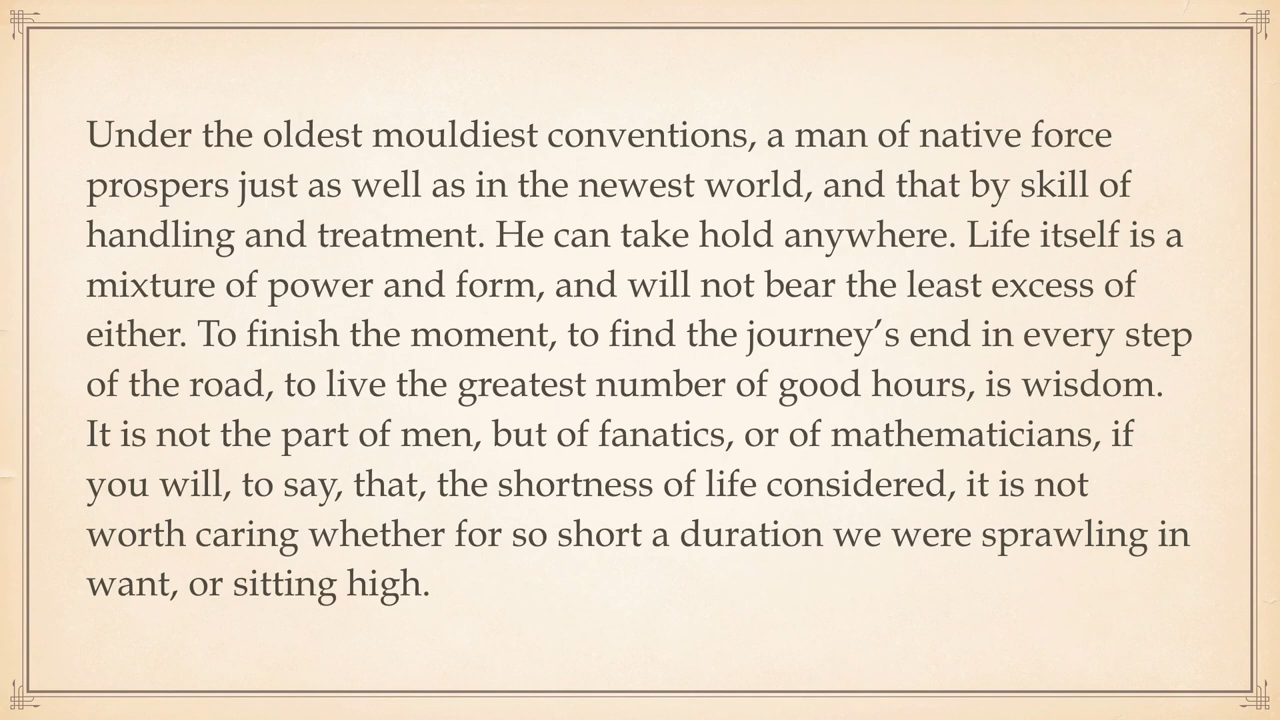 Under the oldest mouldiest conventions, a man of native force
prospers just as well as in the newest world, and that by skill of
handling and treatment. He can take hold anywhere. Life itself is a
mixture of power and form, and will not bear the least excess of
either. To finish the moment, to find the journey’s end in every step
of the road, to live the greatest number of good hours, is wisdom.
It is not the part of men, but of fanatics, or of mathematicians, if
you will, to say, that, the shortness of life considered, it is not
worth caring whether for so short a duration we were sprawling in
want, or sitting high.